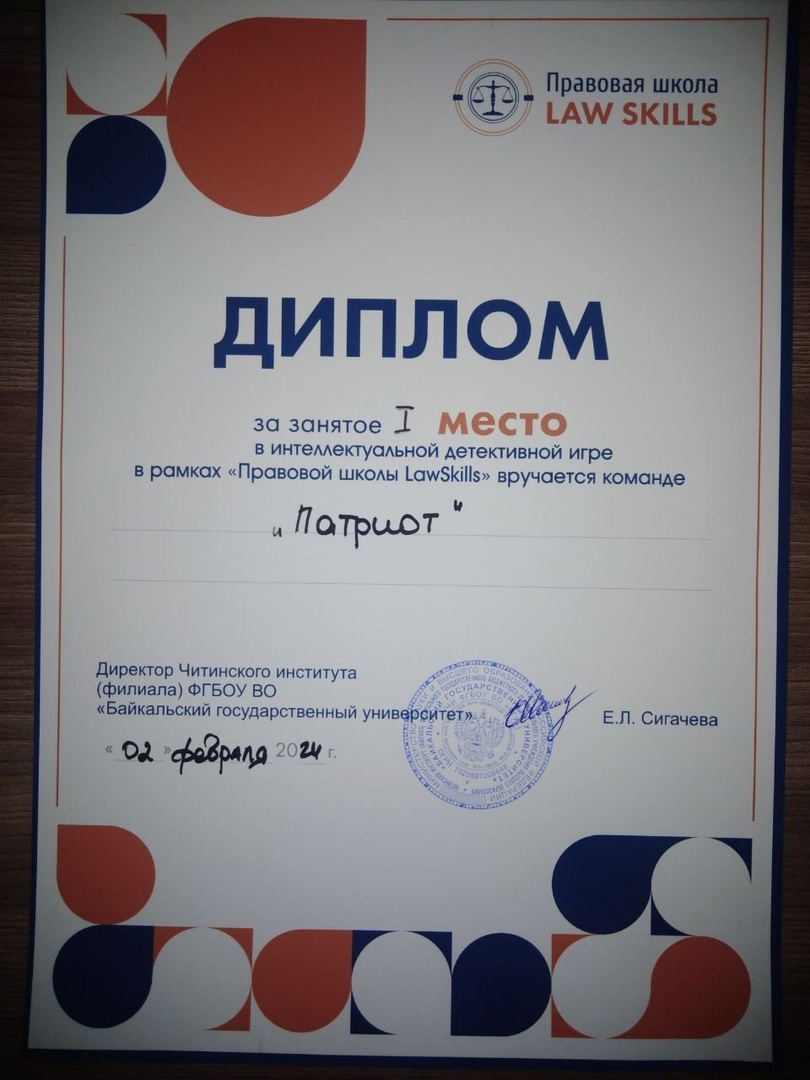 Правовая школа
LAW SKILLS
ДИПЛОМ
за занятое I место
в интеллектуальной детективной игре
в рамках «Правовой школы LawSkills» вручается команде
„Патриот"
Директор Читинского института
(филиала) ФГБОУ ВО
«Байкальский государственный университет»
Е.Л. Сигачева
« 02 » февраля 2024 г.